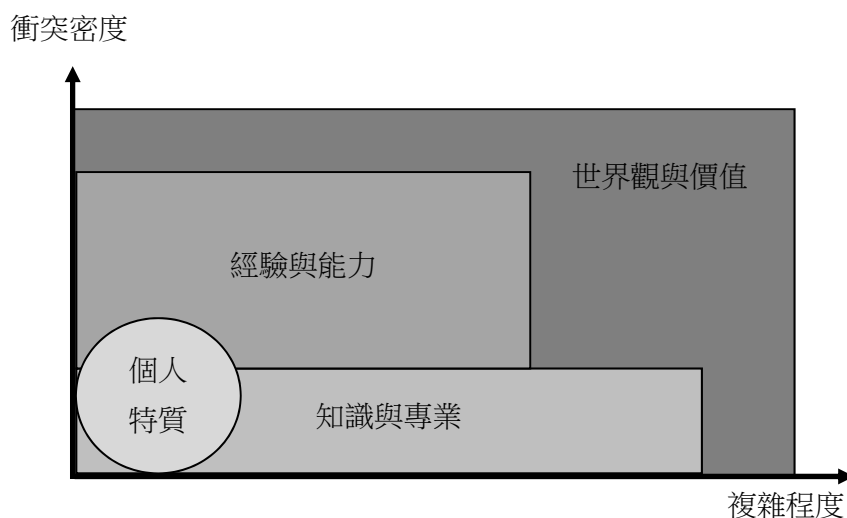 衝突密度
世界觀與價值
經驗與能力
個人
特質
知識與專業
複雜程度